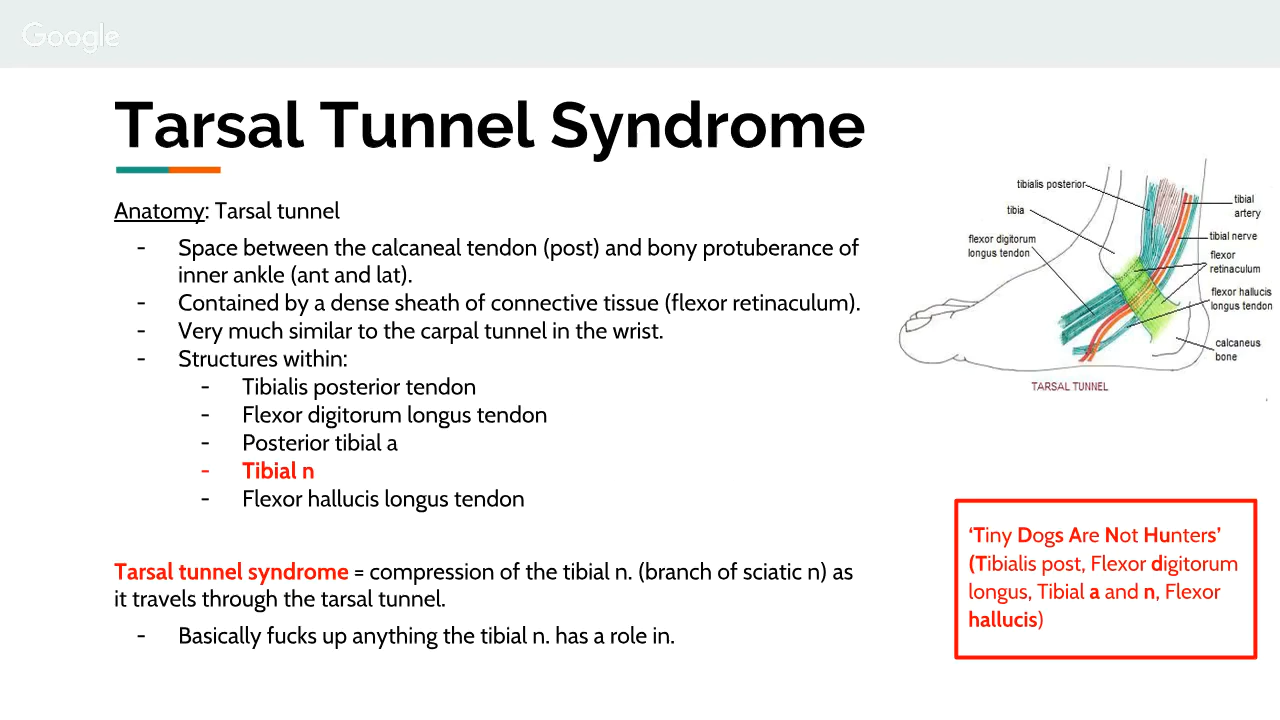 Google
Tarsal Tunnel Syndrome
Anatomy: Tarsal tunnel
- Space between the calcaneal tendon (post) and bony protuberance of
inner ankle (ant and lat).
- Contained by a dense sheath of connective tissue (flexor retinaculum).
- Very much similar to the carpal tunnel in the wrist.
- Structures within:
- Tibialis posterior tendon
- Flexor digitorum longus tendon
- Posterior tibial a
- Tibial n
- Flexor hallucis longus tendon
Tarsal tunnel syndrome = compression of the tibial n. (branch of sciatic n) as
it travels through the tarsal tunnel.
- Basically fucks up anything the tibial n. has a role in.
tibialis posterior
tibia
flexor digitorum
longus tendon
tibial
artery
tibial nerve
flexor
retinaculum
flexor hallucis
longus tendon
calcaneus
bone
TARSAL TUNNEL
‘Tiny Dogs Are Not Hunters’
(Tibialis post, Flexor digitorum
longus, Tibial a and n, Flexor
hallucis)